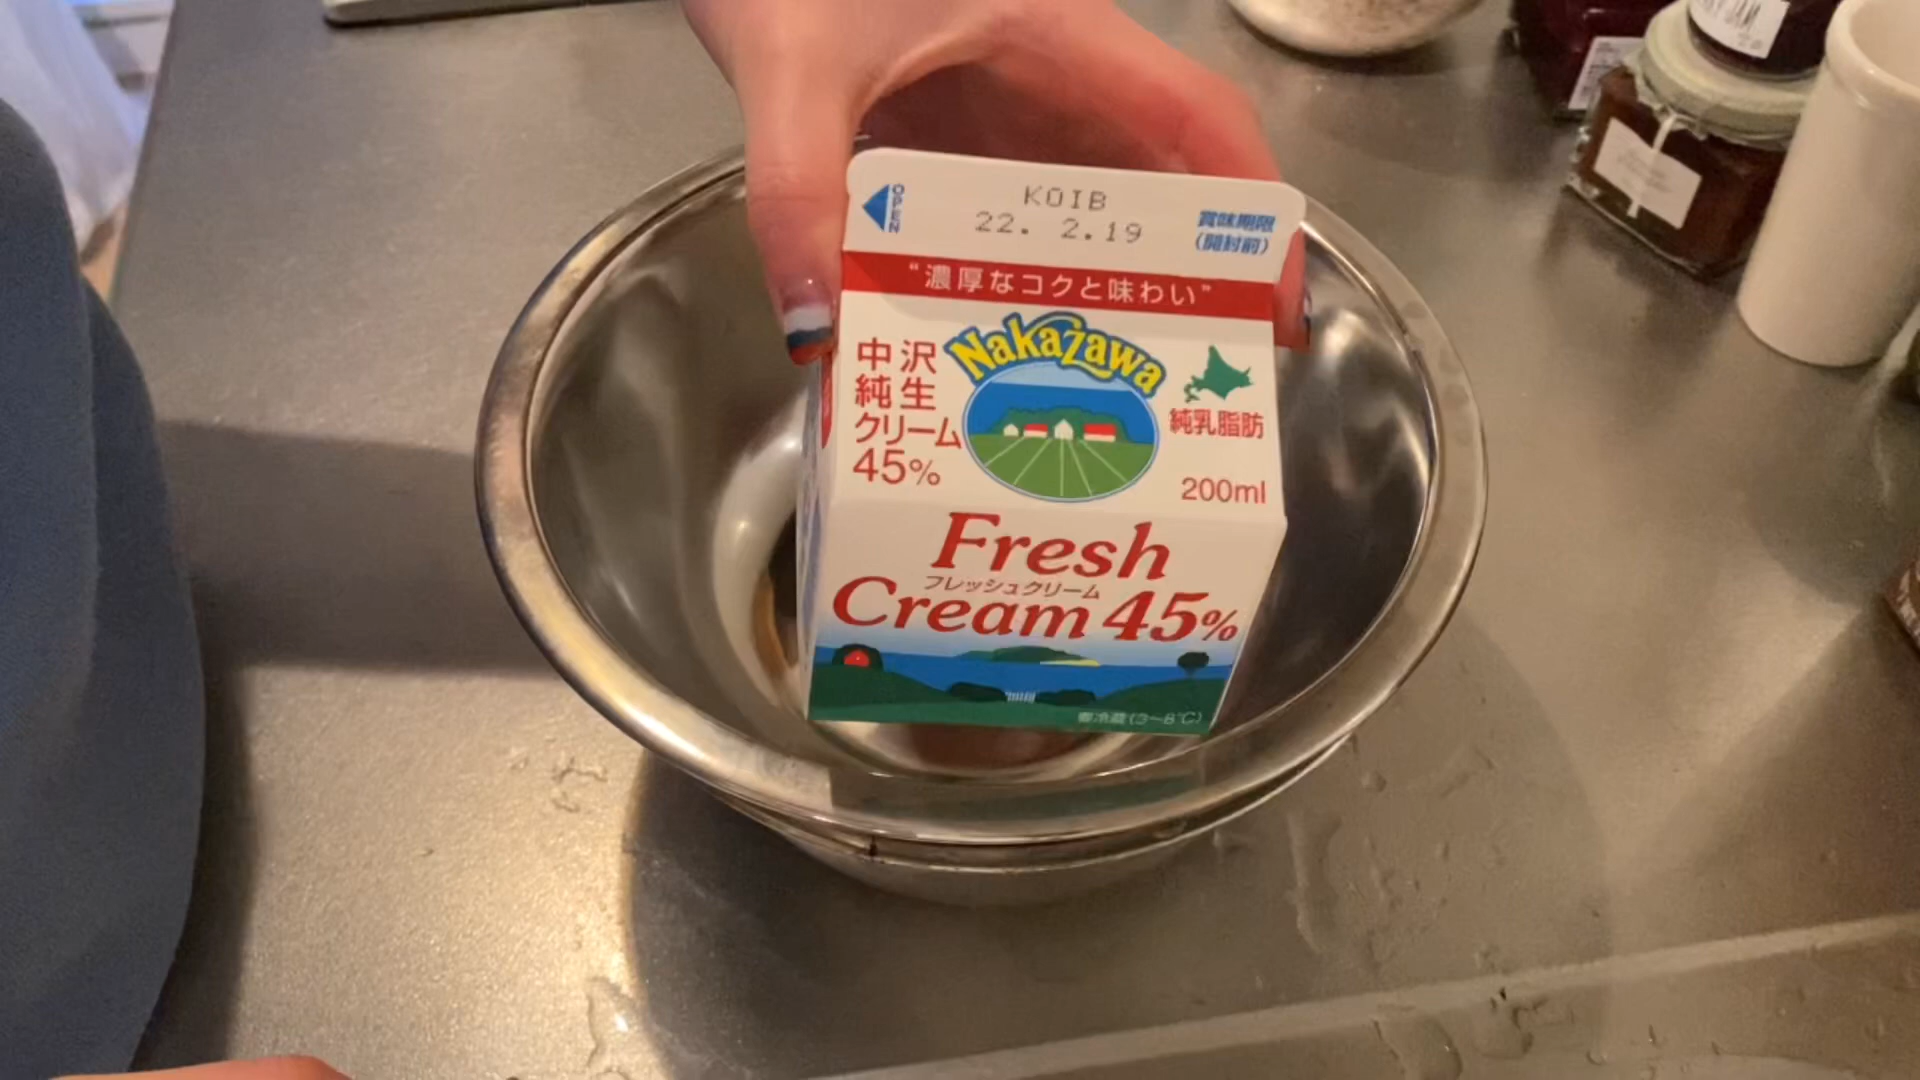 OPEN
KOIB
22. 2.19
賞味期限
(開封前)
“濃厚なコクと味わい”
中沢
純生
クリーム
45%
Nakazawa
純乳脂肪
200ml
Fresh
フレッシュクリーム
Cream 45%
要冷蔵(3~8℃)